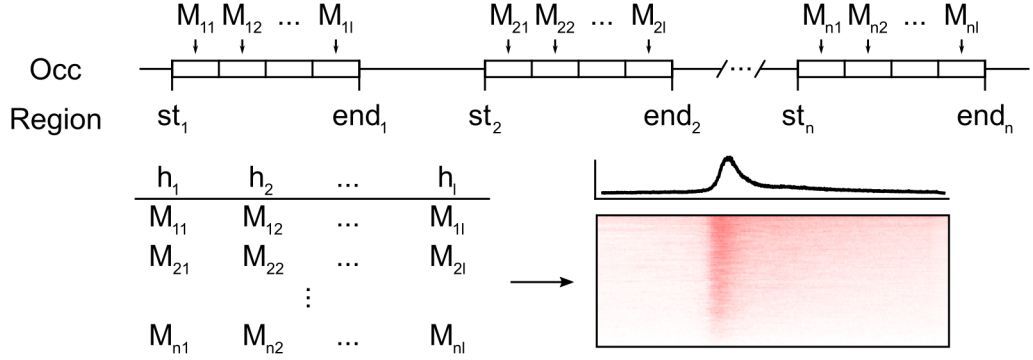 M11 M12 ... M1l M21 M22 ... M2l Mn1 Mn2 ... Mnl
Occ ...
Region st1 end1 st2 end2 stn endn
h1 h2 ... hl
M11 M12 ... M1l
M21 M22 ... M2l
⋮
Mn1 Mn2 ... Mnl